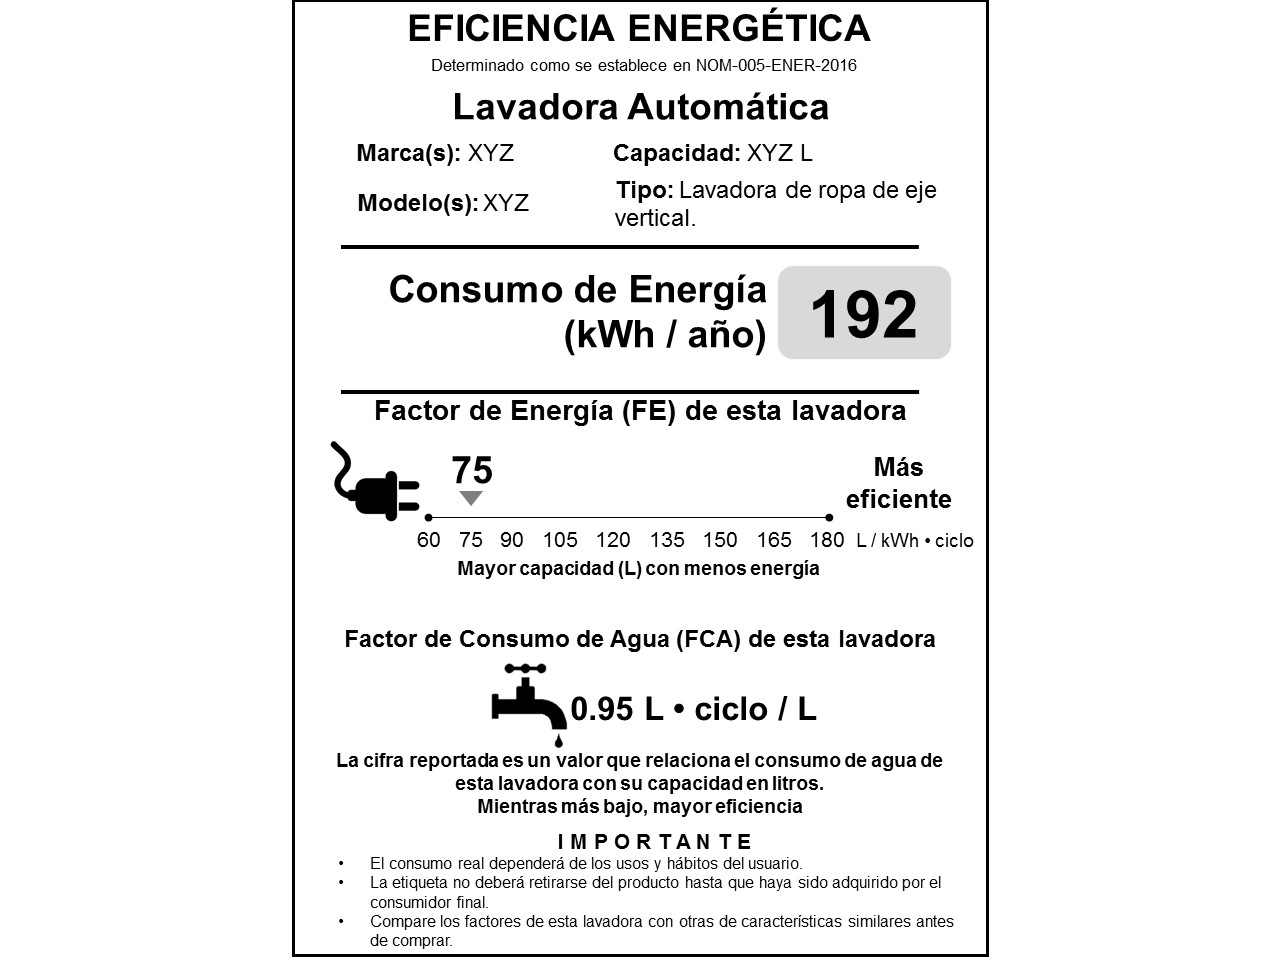 EFICIENCIA ENERGÉTICA
Determinado como se establece en NOM-005-ENER-2016
Lavadora Automática
Marca(s): XYZ Capacidad: XYZ L
Modelo(s): XYZ Tipo: Lavadora de ropa de eje
vertical.
Consumo de Energía
(kWh / año) 192
Factor de Energía (FE) de esta lavadora
75
Más
eficiente
60 75 90 105 120 135 150 165 180 L / kWh • ciclo
Mayor capacidad (L) con menos energía
Factor de Consumo de Agua (FCA) de esta lavadora
0.95 L • ciclo / L
La cifra reportada es un valor que relaciona el consumo de agua de
esta lavadora con su capacidad en litros.
Mientras más bajo, mayor eficiencia
I M P O R T A N T E
• El consumo real dependerá de los usos y hábitos del usuario.
• La etiqueta no deberá retirarse del producto hasta que haya sido adquirido por el
consumidor final.
• Compare los factores de esta lavadora con otras de características similares antes
de comprar.